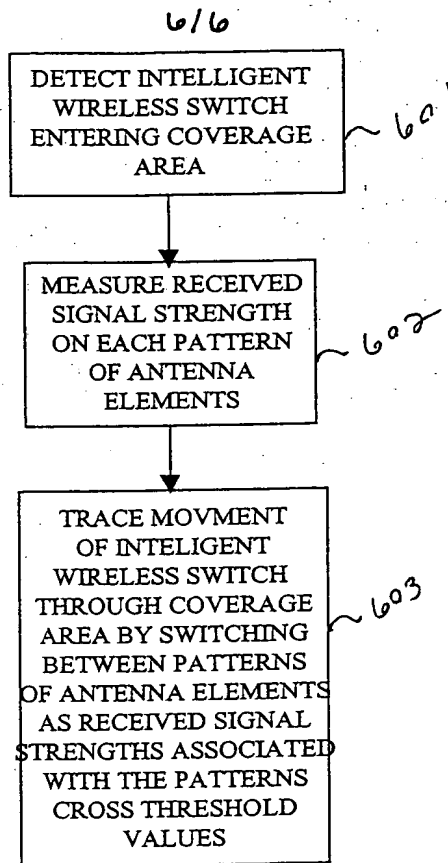 6/6
DETECT INTELLIGENT
WIRELESS SWITCH
ENTERING COVERAGE
AREA
601
MEASURE RECEIVED
SIGNAL STRENGTH
ON EACH PATTERN
OF ANTENNA
ELEMENTS
602
TRACE MOVMENT
OF INTELIGENT
WIRELESS SWITCH
THROUGH COVERAGE
AREA BY SWITCHING
BETWEEN PATTERNS
OF ANTENNA ELEMENTS
AS RECEIVED SIGNAL
STRENGTHS ASSOCIATED
WITH THE PATTERNS
CROSS THRESHOLD
VALUES
603